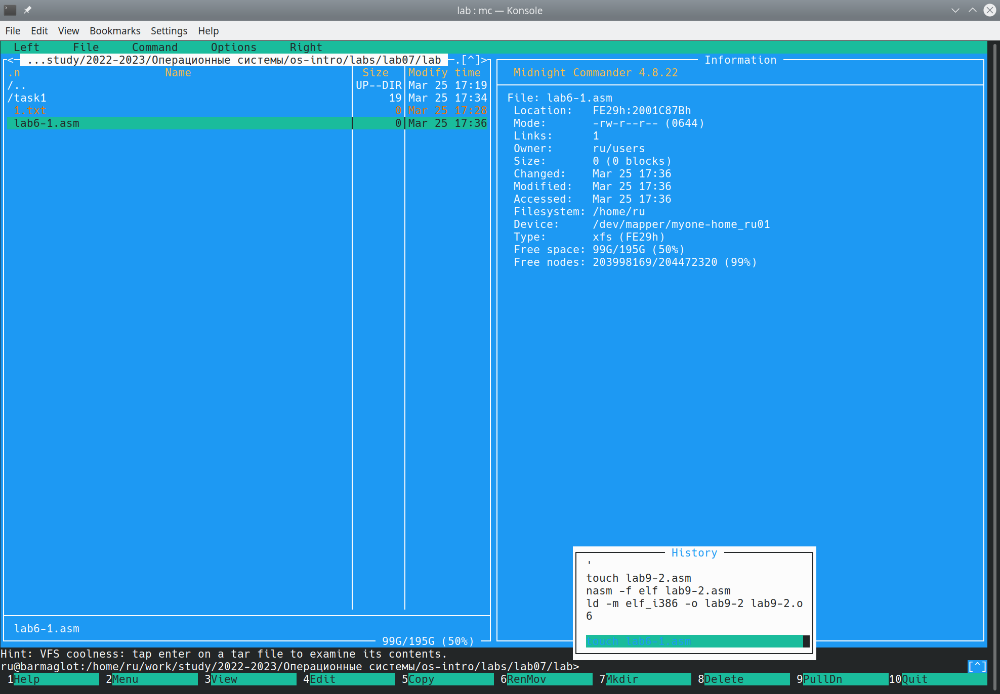 lab : mc — Konsole
File Edit View Bookmarks Settings Help
Left File Command Options Right
<— ...study/2022-2023/Операционные системы/os-intro/labs/lab07/lab —.[^]>
.n Name Size Modify time
/.. UP--DIR Mar 25 17:19
/task1 19 Mar 25 17:34
1.txt 0 Mar 25 17:28
lab6-1.asm 0 Mar 25 17:36
lab6-1.asm
99G/195G (50%)
Information
Midnight Commander 4.8.22
File: lab6-1.asm
Location: FE29h:2001C87Bh
Mode: -rw-r--r-- (0644)
Links: 1
Owner: ru/users
Size: 0 (0 blocks)
Changed: Mar 25 17:36
Modified: Mar 25 17:36
Accessed: Mar 25 17:36
Filesystem: /home/ru
Device: /dev/mapper/myone-home_ru01
Type: xfs (FE29h)
Free space: 99G/195G (50%)
Free nodes: 203998169/204472320 (99%)
History
'
touch lab9-2.asm
nasm -f elf lab9-2.asm
ld -m elf_i386 -o lab9-2 lab9-2.o
6
touch lab6-1.asm
Hint: VFS coolness: tap enter on a tar file to examine its contents.
ru@barmaglot:/home/ru/work/study/2022-2023/Операционные системы/os-intro/labs/lab07/lab> [^]
1Help 2Menu 3View 4Edit 5Copy 6RenMov 7Mkdir 8Delete 9PullDn 10Quit